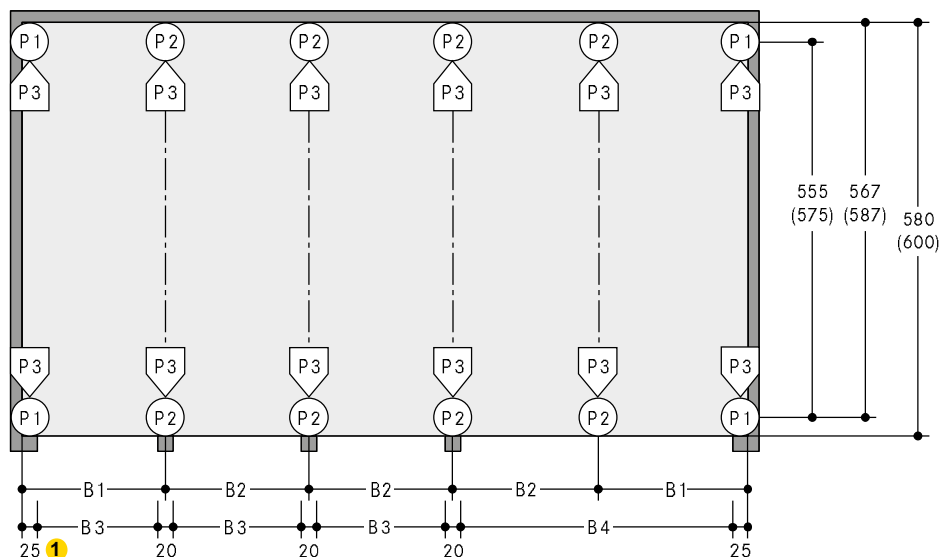 P1 P2 P2 P2 P2 P1
P3 P3 P3 P3 P3 P3
555 567 580
(575) (587) (600)
P3 P3 P3 P3 P3 P3
P1 P2 P2 P2 P2 P1
B1 B2 B2 B2 B1
B3 B3 B3 B4
25 1 20 20 20 25